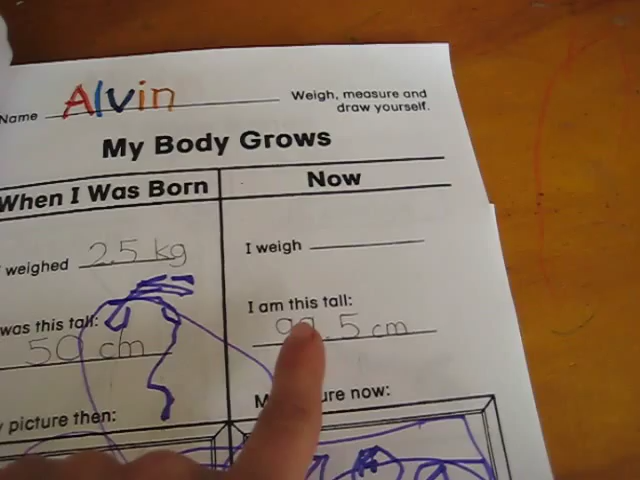 Name Alvin Weigh, measure and
draw yourself.
My Body Grows
When I Was Born Now
weighed 2.5 kg I weigh
was this tall: I am this tall:
50 cm 99.5 cm
picture then: ure now: